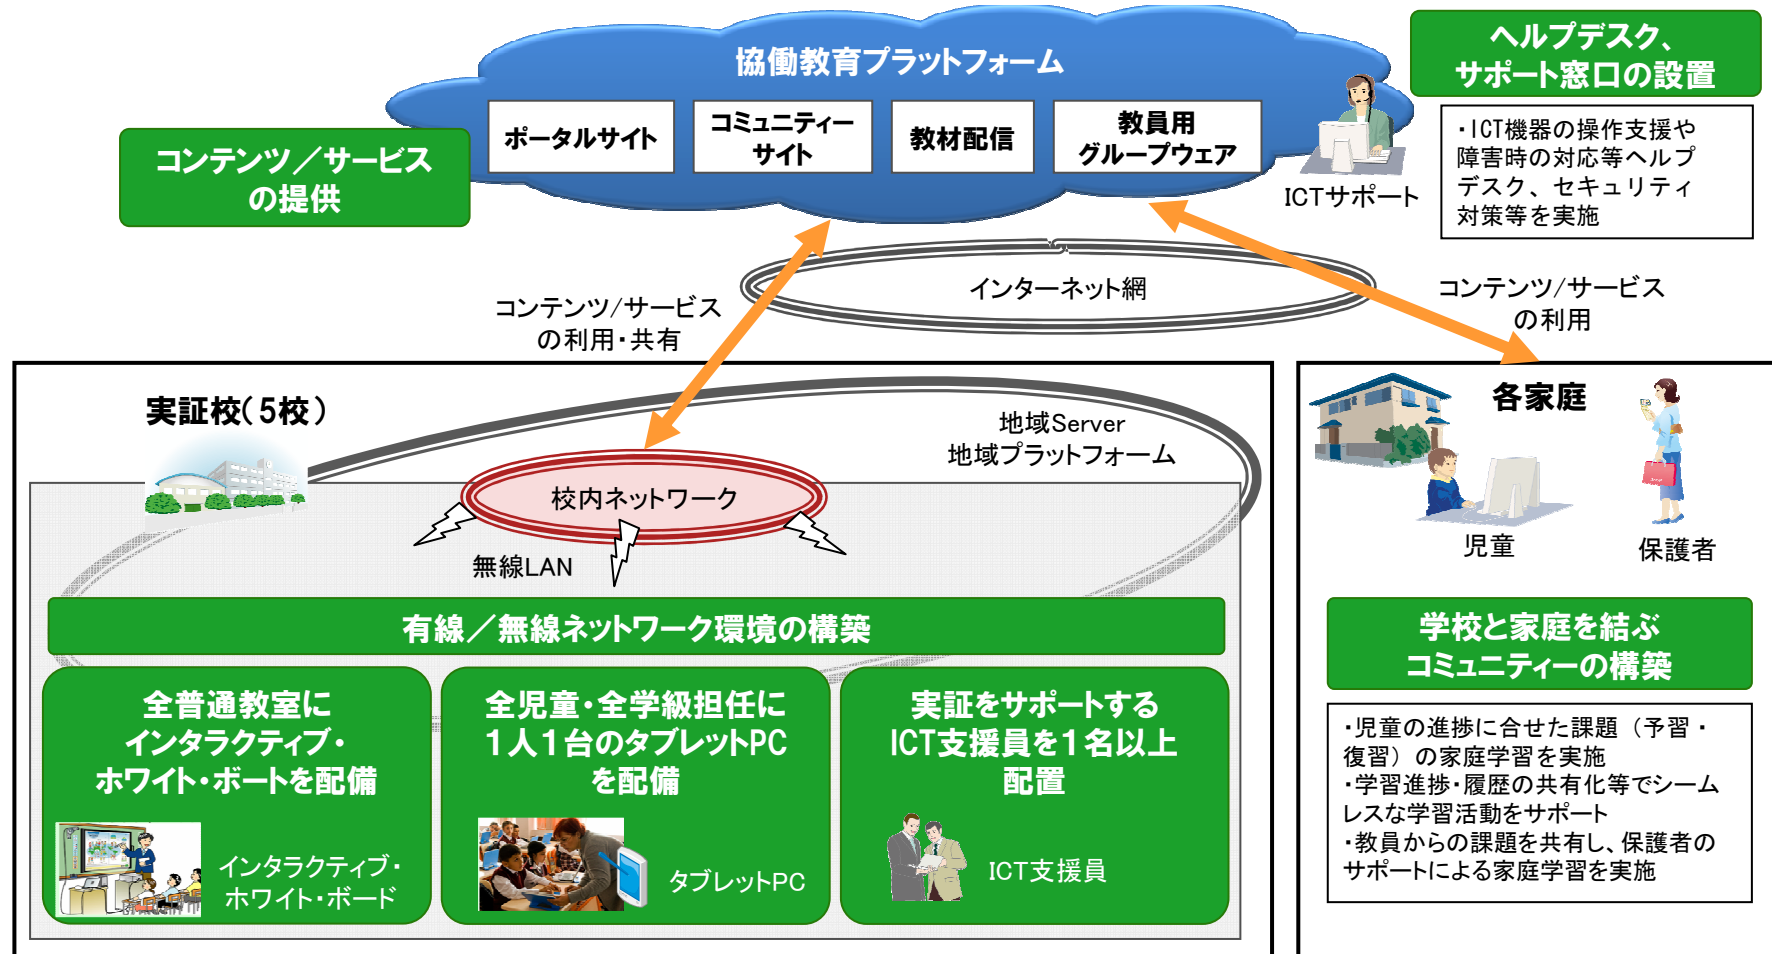 協働教育プラットフォーム
ポータルサイト
コミュニティー
サイト
教材配信
教員用
グループウェア
ICTサポート
ヘルプデスク、
サポート窓口の設置
・ICT機器の操作支援や
障害時の対応等ヘルプ
デスク、セキュリティ
対策等を実施
コンテンツ／サービス
の提供
インターネット網
コンテンツ/サービス
の利用・共有
コンテンツ/サービス
の利用
実証校（5校）
地域Server
地域プラットフォーム
校内ネットワーク
無線LAN
有線／無線ネットワーク環境の構築
全普通教室に
インタラクティブ・
ホワイト・ボートを配備
インタラクティブ・
ホワイト・ボード
全児童・全学級担任に
１人１台のタブレットPC
を配備
タブレットPC
実証をサポートする
ICT支援員を１名以上
配置
ICT支援員
各家庭
児童
保護者
学校と家庭を結ぶ
コミュニティーの構築
・児童の進捗に合せた課題（予習・
復習）の家庭学習を実施
・学習進捗・履歴の共有化等でシーム
レスな学習活動をサポート
・教員からの課題を共有し、保護者の
サポートによる家庭学習を実施